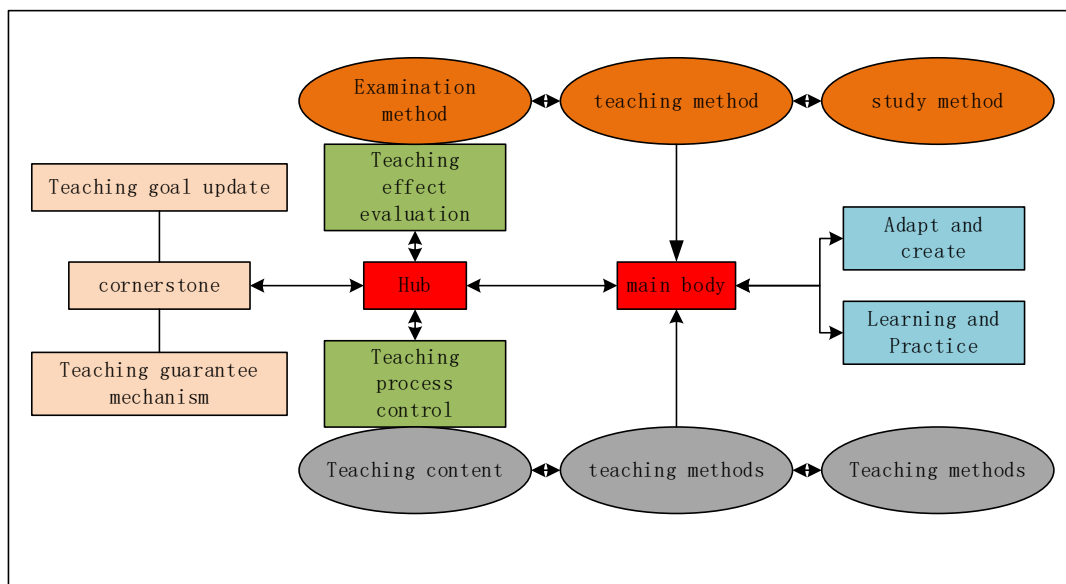 Examination
method
teaching method
study method
Teaching
effect
evaluation
Teaching goal update
Adapt and
create
cornerstone
Hub
main body
Learning and
Practice
Teaching guarantee
mechanism
Teaching
process
control
Teaching content
teaching methods
Teaching methods